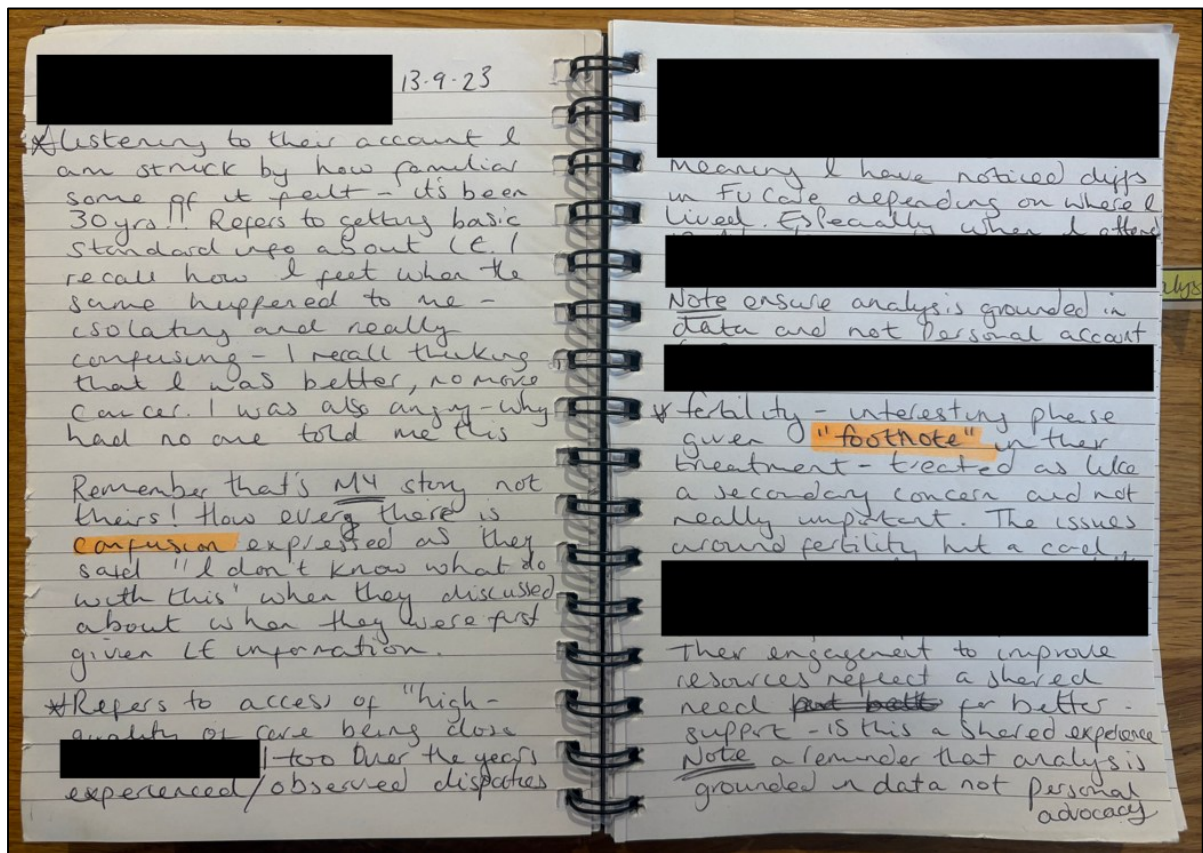 13.9.23
*Listening to their account I
am struck by how familiar
some of it felt - it's been
30yrs!! Refers to getting basic
standard info about LE. I
recall how I felt when the
same happened to me -
isolating and really
confusing - I recall thinking
that I was better, no more
Cancer. I was also angry - why
had no one told me this
Remember that's MY story not
theirs! How every there is
confusion expressed as they
said "I don't know what do
with this" when they discussed
about when they were first
given LE information.
*Refers to access of "high-
quality of care being close
I too Over the years
experienced/observed disparities
Meaning I have noticed diffs
in FU Care depending on where I
lived. Especially when I attend
Note ensure analysis is grounded in
data and not personal account
* fertility - interesting phase
given "footnote" in their
treatment - treated as like
a secondary concern and not
really important. The issues
around fertility hit a
Their engagement to improve
resources reflect a shared
need for better -
support - is this a shared experience
Note a reminder that analysis is
grounded in data not personal
advocacy
alys